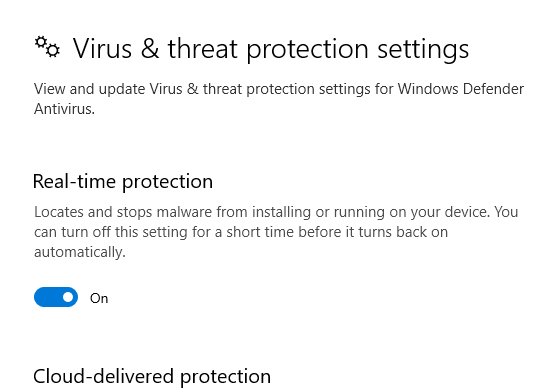 Virus & threat protection settings
View and update Virus & threat protection settings for Windows Defender
Antivirus.
Real-time protection
Locates and stops malware from installing or running on your device. You
can turn off this setting for a short time before it turns back on
automatically.
On
Cloud-delivered protection